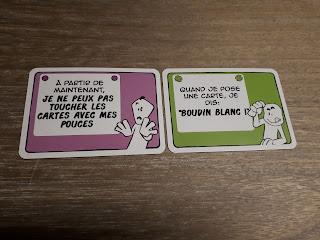 À PARTIR DE
MAINTENANT,
JE NE PEUX PAS
TOUCHER LES
CARTES AVEC MES
POUCES
QUAND JE POSE
UNE CARTE, JE
DIS:
"BOUDIN BLANC